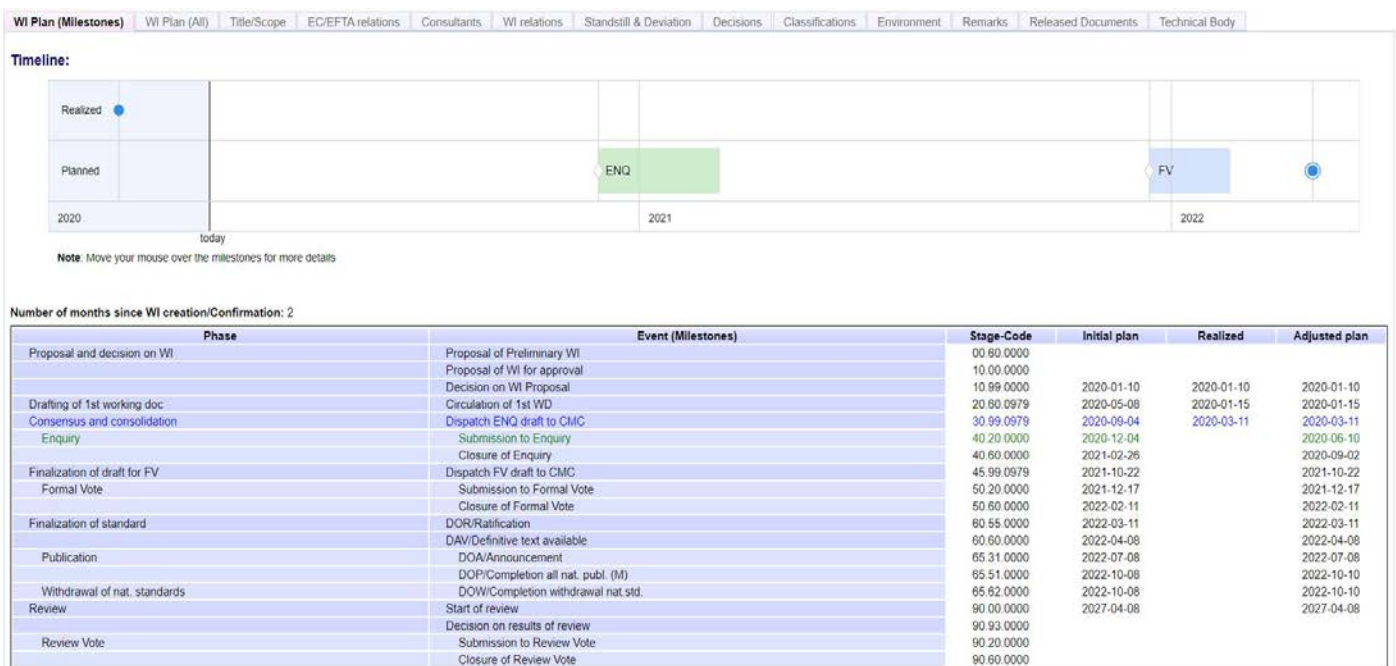 WI Plan (Milestones) WI Plan (All) Title/Scope EC/EFTA relations Consultants WI relations Standstill & Deviation Decisions Classifications Environment Remarks Released Documents Technical Body
Timeline:
Realized
Planned ENQ FV
2020 2021 2022
today
Note: Move your mouse over the milestones for more details
Number of months since WI creation/Confirmation: 2
Phase Event (Milestones) Stage-Code Initial plan Realized Adjusted plan
Proposal and decision on WI Proposal of Preliminary WI 00.60.0000
Proposal of WI for approval 10.00.0000
Decision on WI Proposal 10.99.0000 2020-01-10 2020-01-10 2020-01-10
Drafting of 1st working doc Circulation of 1st WD 20.60.0979 2020-05-08 2020-01-15 2020-01-15
Consensus and consolidation Dispatch ENQ draft to CMC 30.99.0979 2020-09-04 2020-03-11 2020-03-11
Enquiry Submission to Enquiry 40.20.0000 2020-12-04 2020-06-10
Closure of Enquiry 40.60.0000 2021-02-26 2020-09-02
Finalization of draft for FV Dispatch FV draft to CMC 45.99.0979 2021-10-22 2021-10-22
Formal Vote Submission to Formal Vote 50.20.0000 2021-12-17 2021-12-17
Closure of Formal Vote 50.60.0000 2022-02-11 2022-02-11
Finalization of standard DOR/Ratification 60.55.0000 2022-03-11 2022-03-11
DAV/Definitive text available 60.60.0000 2022-04-08 2022-04-08
Publication DOA/Announcement 65.31.0000 2022-07-08 2022-07-08
DOP/Completion all nat. publ. (M) 65.51.0000 2022-10-08 2022-10-10
Withdrawal of nat. standards DOW/Completion withdrawal nat.std. 65.62.0000 2022-10-08 2022-10-10
Review Start of review 90.00.0000 2027-04-08 2027-04-08
Decision on results of review 90.93.0000
Review Vote Submission to Review Vote 90.20.0000
Closure of Review Vote 90.60.0000